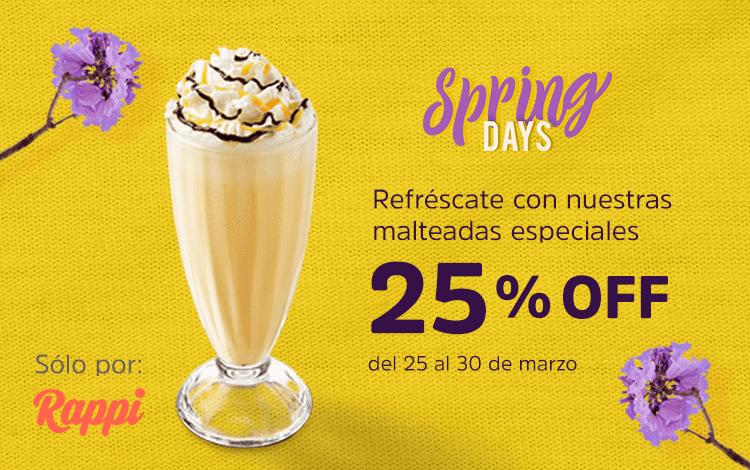 Spring
DAYS
Refréscate con nuestras
malteadas especiales
25% OFF
del 25 al 30 de marzo
Sólo por:
Rappi